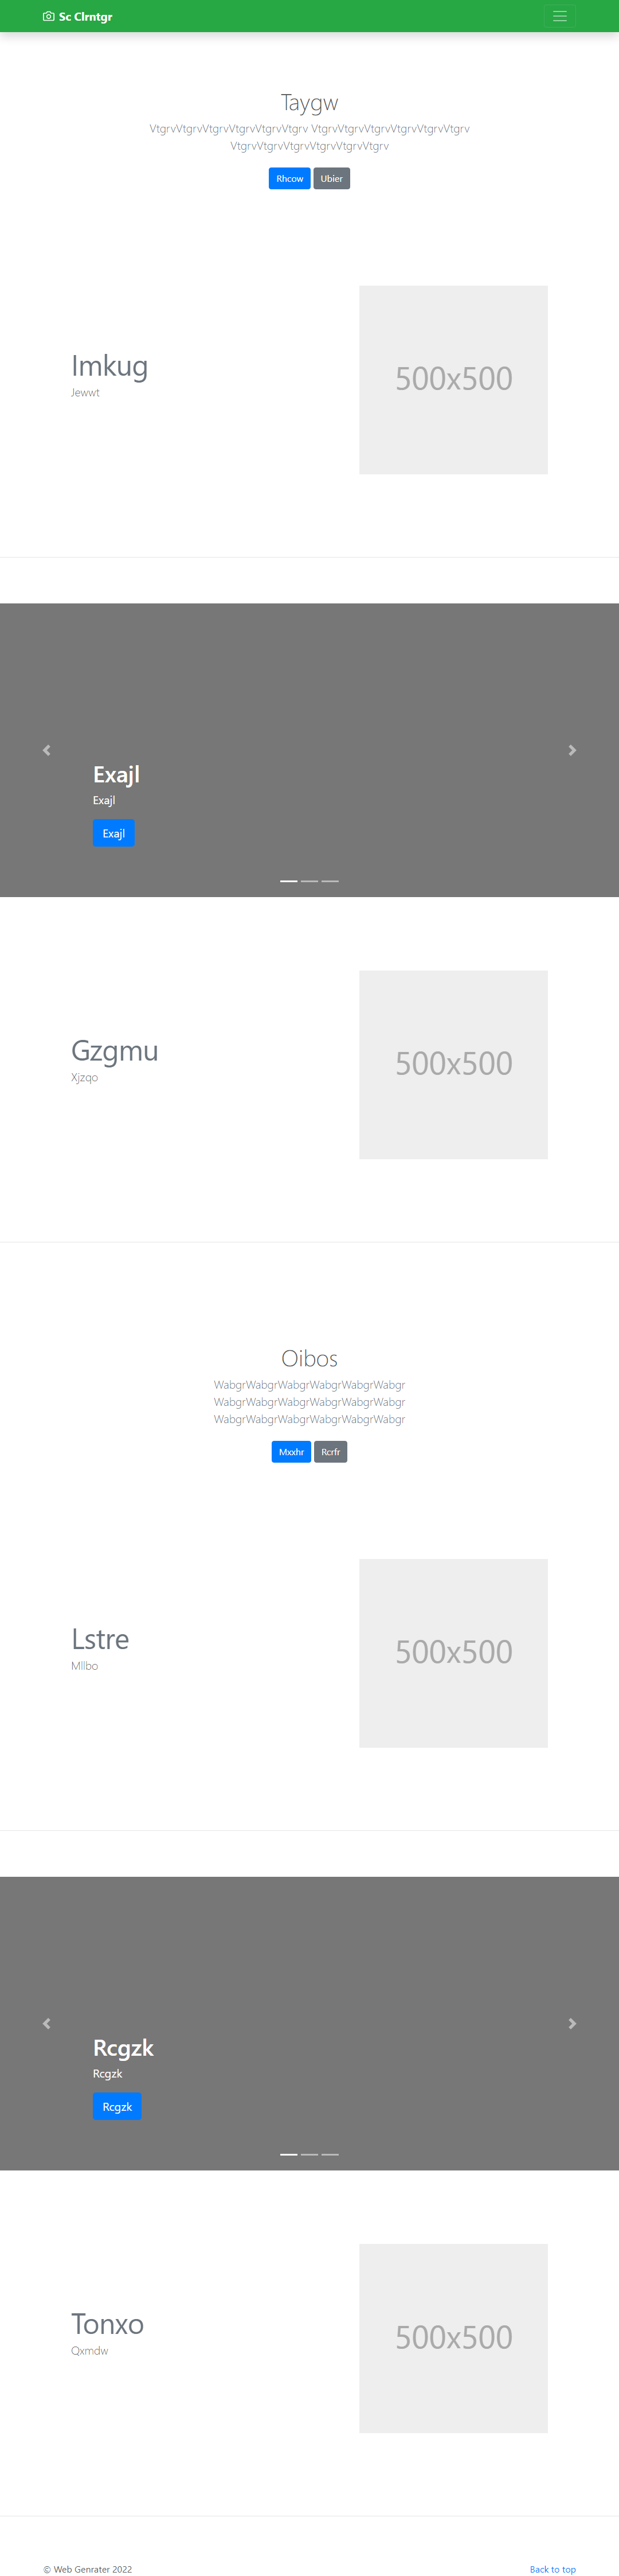 Sc Clrntgr
Taygw
VtgrvVtgrvVtgrvVtgrvVtgrvVtgrv VtgrvVtgrvVtgrvVtgrvVtgrvVtgrv
VtgrvVtgrvVtgrvVtgrvVtgrvVtgrv
Rhcow Ubier
Imkug
Jewwt
500x500
Exajl
Exajl
Exajl
Gzgmu
Xjzqo
500x500
Oibos
WabgrWabgrWabgrWabgrWabgrWabgr
WabgrWabgrWabgrWabgrWabgrWabgr
WabgrWabgrWabgrWabgrWabgrWabgr
Mxxhr Rcrfr
Lstre
Mllbo
500x500
Rcgzk
Rcgzk
Rcgzk
Tonxo
Qxmdw
500x500
© Web Genrater 2022 Back to top